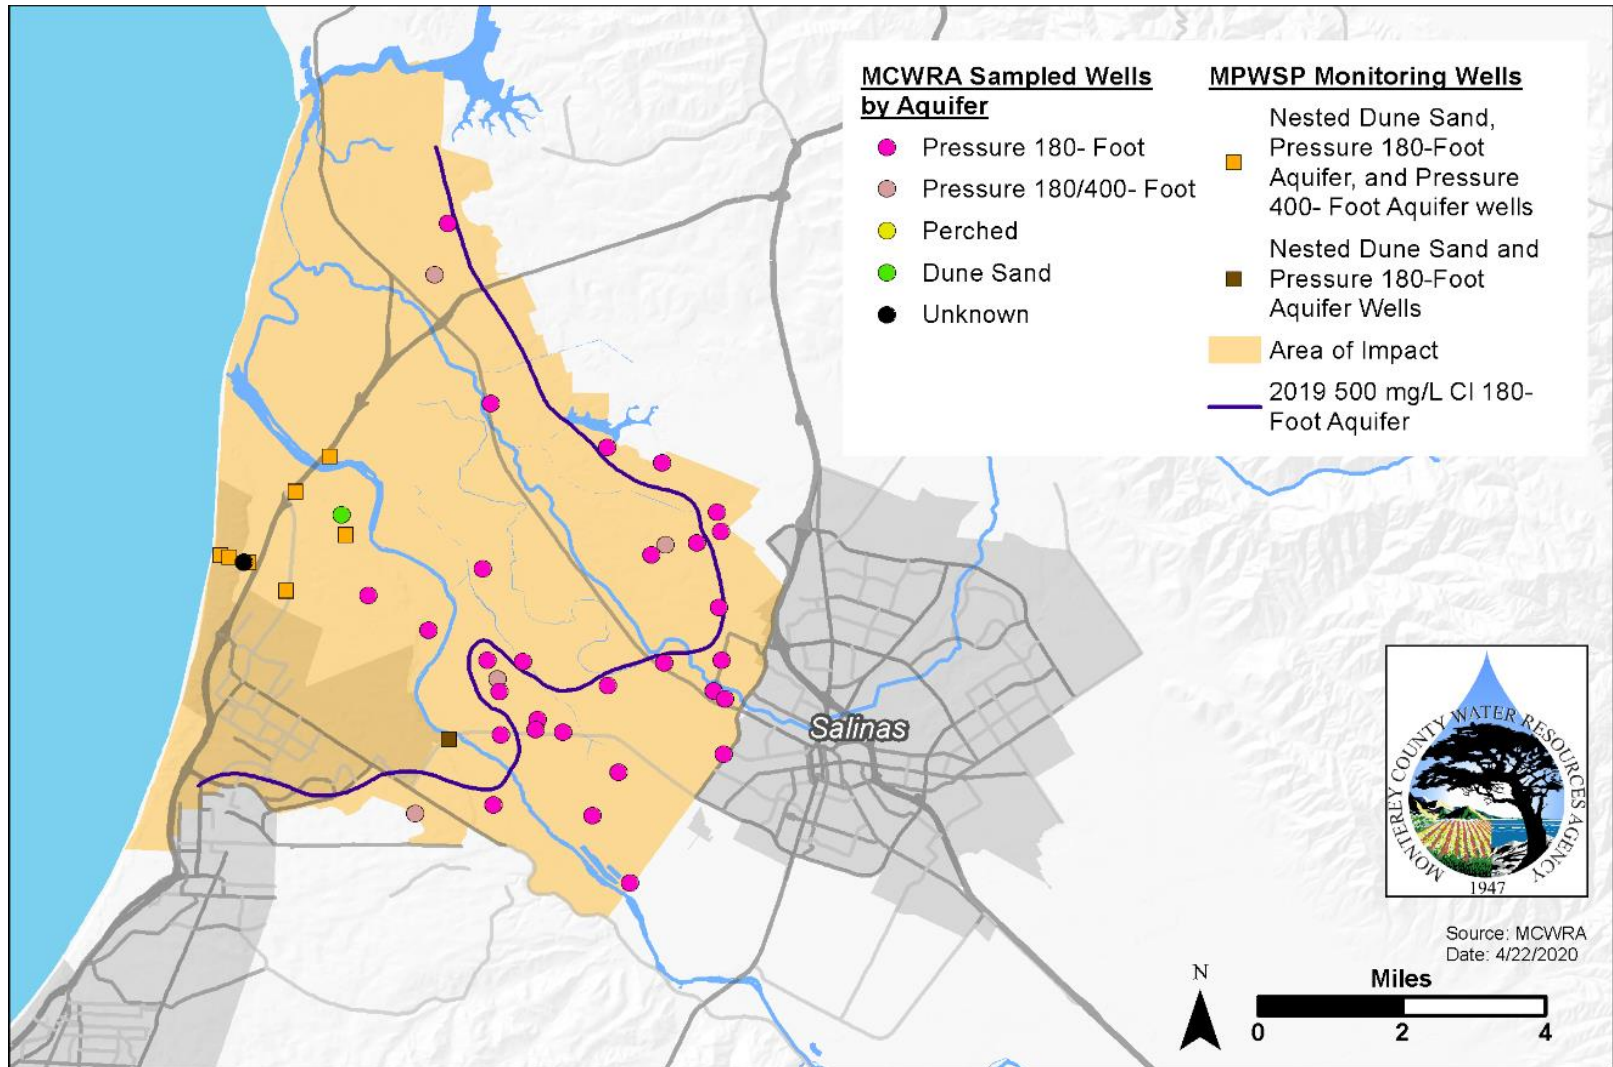 MCWRA Sampled Wells
by Aquifer
Pressure 180- Foot
Pressure 180/400- Foot
Perched
Dune Sand
Unknown
MPWSP Monitoring Wells
Nested Dune Sand,
Pressure 180-Foot
Aquifer, and Pressure
400- Foot Aquifer wells
Nested Dune Sand and
Pressure 180-Foot
Aquifer Wells
Area of Impact
2019 500 mg/L Cl 180-
Foot Aquifer
Salinas
MONTEREY COUNTY WATER RESOURCES AGENCY
1947
Source: MCWRA
Date: 4/22/2020
N
Miles
0 2 4